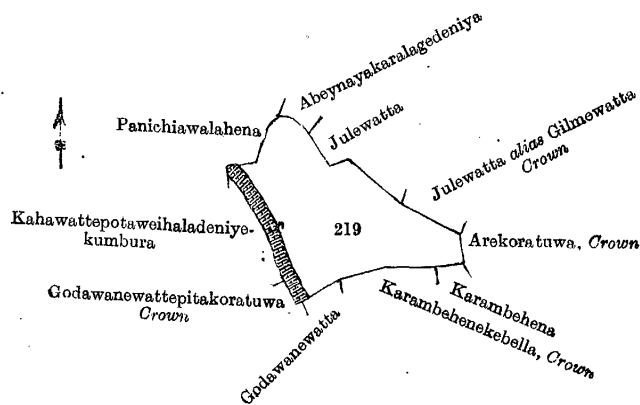 Abeynayakaralagedeniya
Panichiawalahena
Julewatta
Julewatta alias Gilmewatta
Crown
Kahawattepotaweihaladeniye-
kumbura
219
Arekoratuwa, Crown
Godawanewattepitakoratuwa
Crown
Karambehena
Karambehenekebella, Crown
Godawanewatta